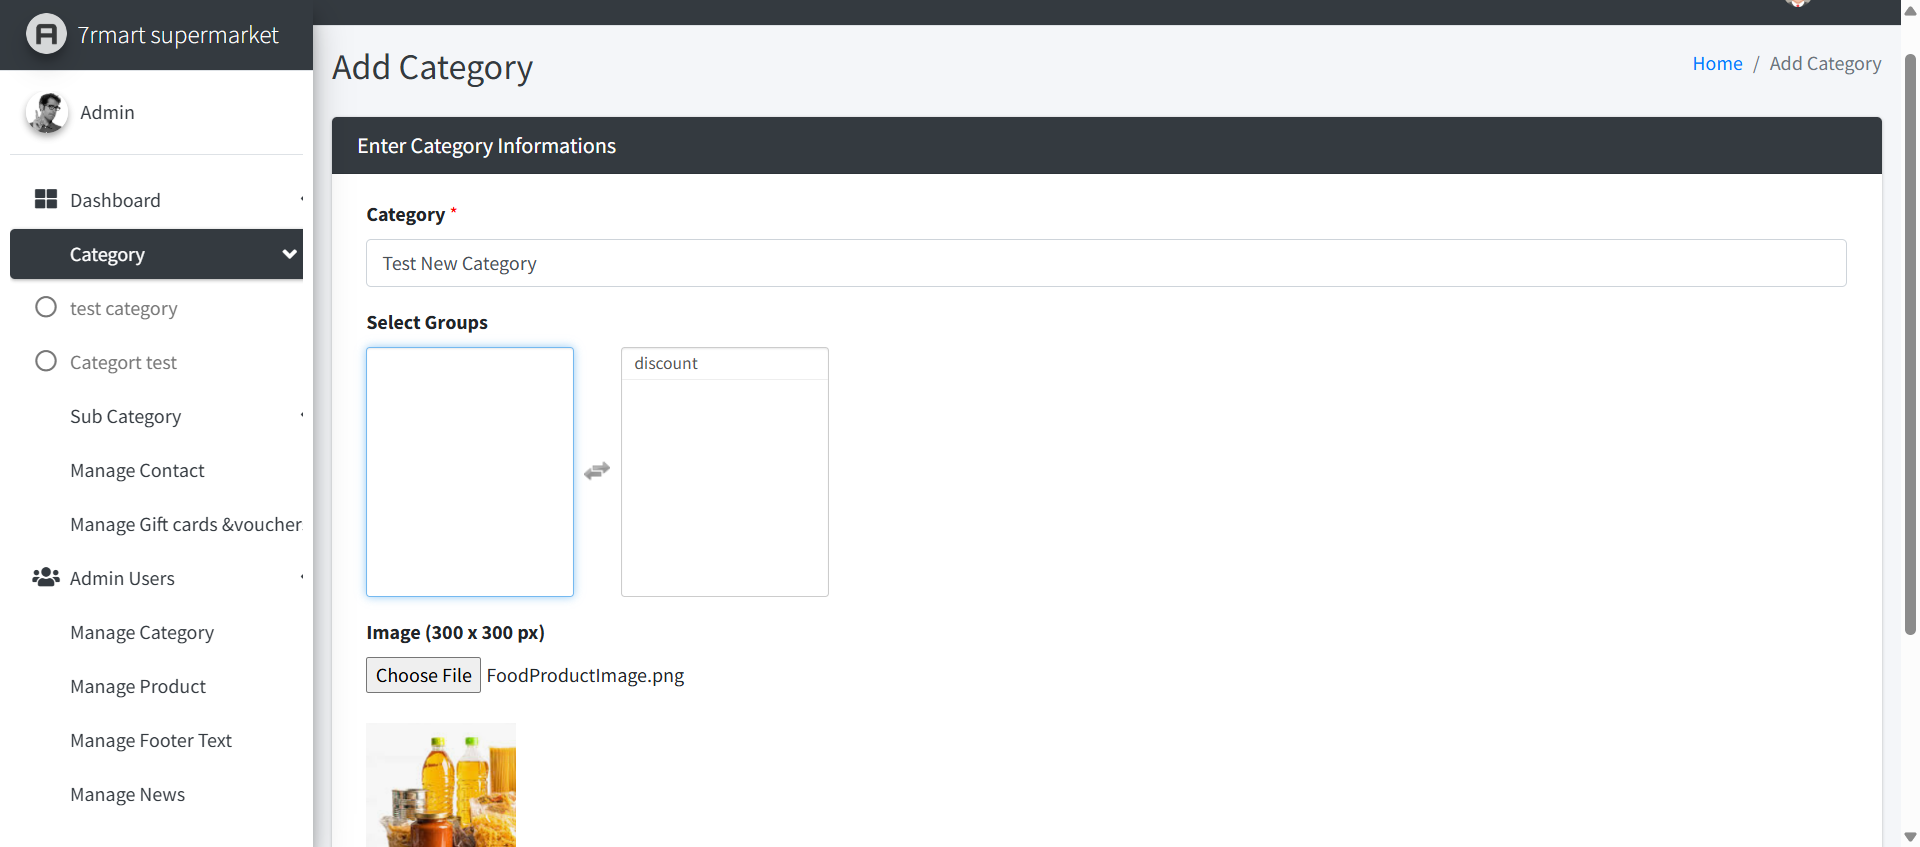 7rmart supermarket
Admin
Dashboard
Category
test category
Categort test
Sub Category
Manage Contact
Manage Gift cards &voucher
Admin Users
Manage Category
Manage Product
Manage Footer Text
Manage News
Add Category
Home / Add Category
Enter Category Informations
Category *
Test New Category
Select Groups
discount
Image (300 x 300 px)
Choose File FoodProductImage.png